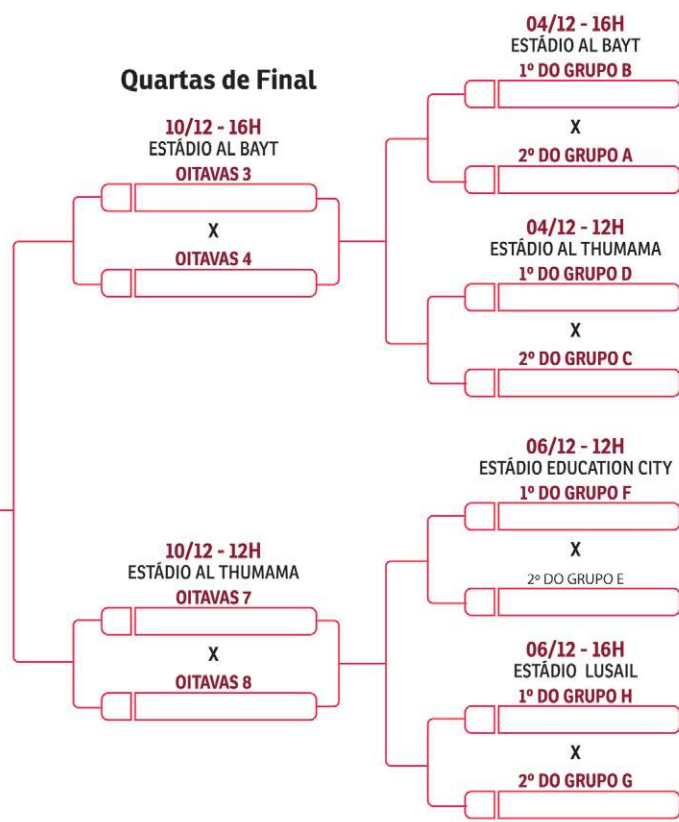 Quartas de Final
10/12 - 16H
ESTÁDIO AL BAYT
OITAVAS 3
X
OITAVAS 4
10/12 - 12H
ESTÁDIO AL THUMAMA
OITAVAS 7
X
OITAVAS 8
04/12 - 16H
ESTÁDIO AL BAYT
1º DO GRUPO B
X
2º DO GRUPO A
04/12 - 12H
ESTÁDIO AL THUMAMA
1º DO GRUPO D
X
2º DO GRUPO C
06/12 - 12H
ESTÁDIO EDUCATION CITY
1º DO GRUPO F
X
2º DO GRUPO E
06/12 - 16H
ESTÁDIO LUSAIL
1º DO GRUPO H
X
2º DO GRUPO G